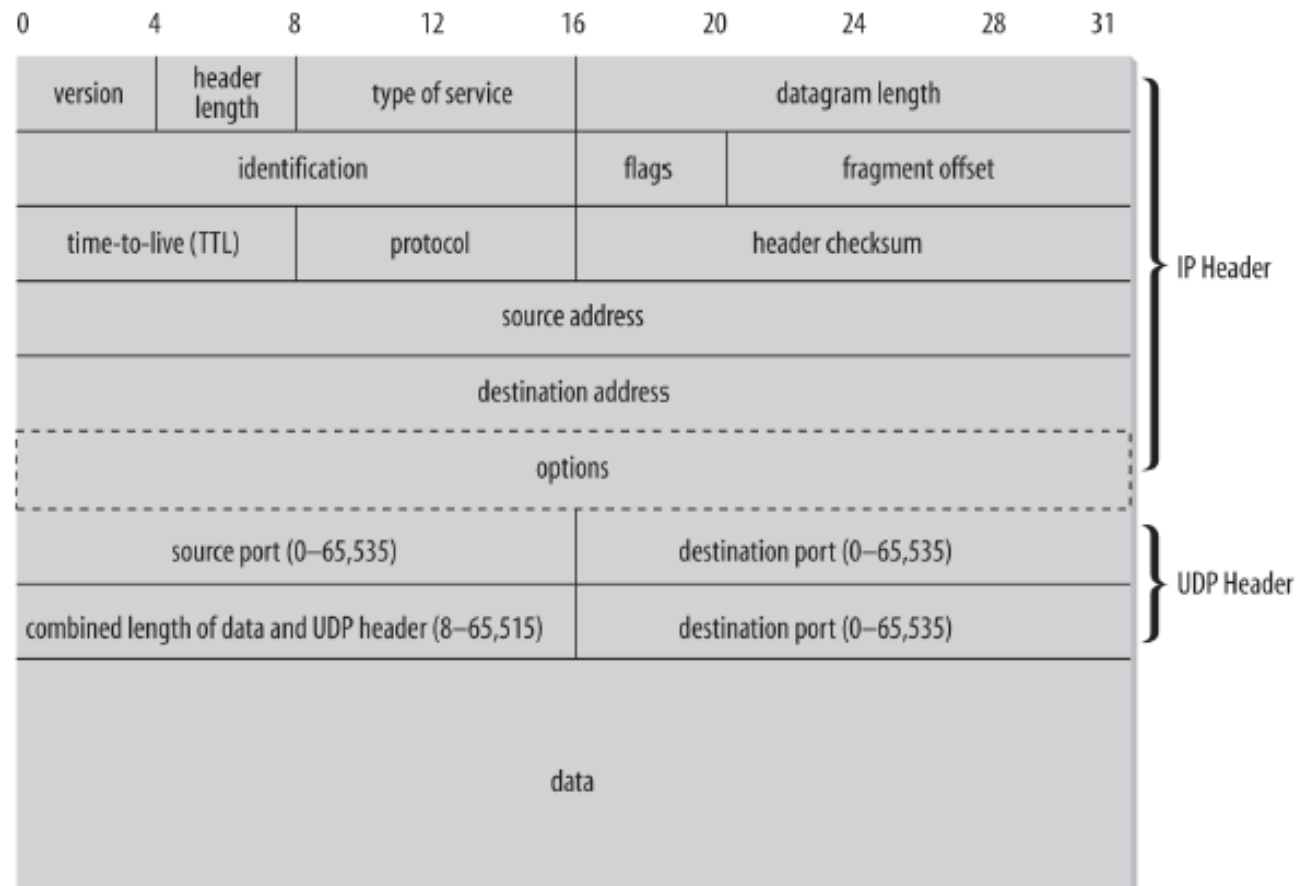 0 4 8 12 16 20 24 28 31
version header length type of service datagram length
identification flags fragment offset
time-to-live (TTL) protocol header checksum
IP Header
source address
destination address
options
source port (0–65,535) destination port (0–65,535)
UDP Header
combined length of data and UDP header (8–65,515) destination port (0–65,535)
data